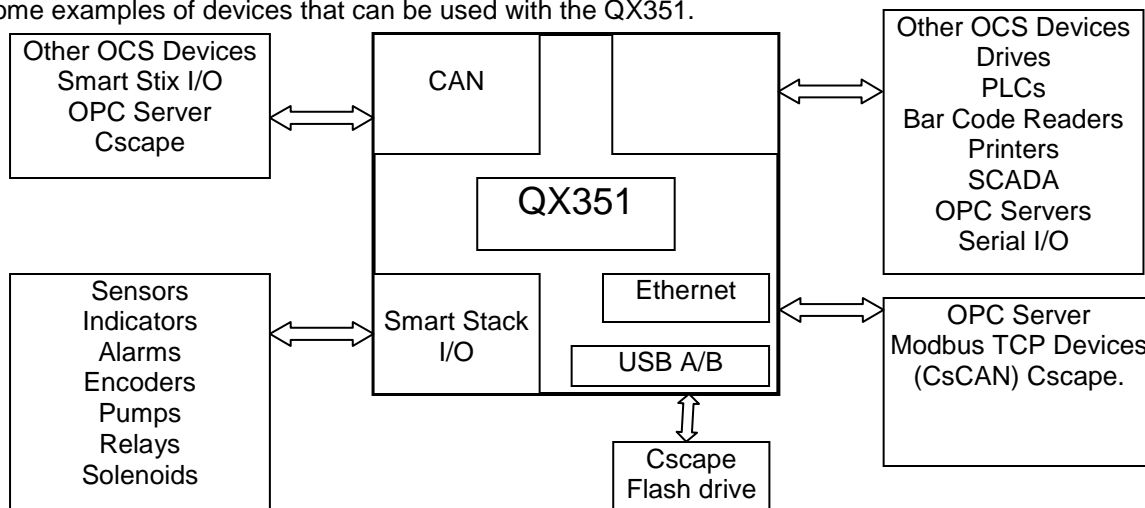 ome examples of devices that can be used with the QX351.
Other OCS Devices
Smart Stix I/O
OPC Server
Cscape
CAN
Other OCS Devices
Drives
PLCs
Bar Code Readers
Printers
SCADA
OPC Servers
Serial I/O
QX351
Sensors
Indicators
Alarms
Encoders
Pumps
Relays
Solenoids
Smart Stack
I/O
Ethernet
USB A/B
OPC Server
Modbus TCP Devices
(CsCAN) Cscape.
Cscape
Flash drive